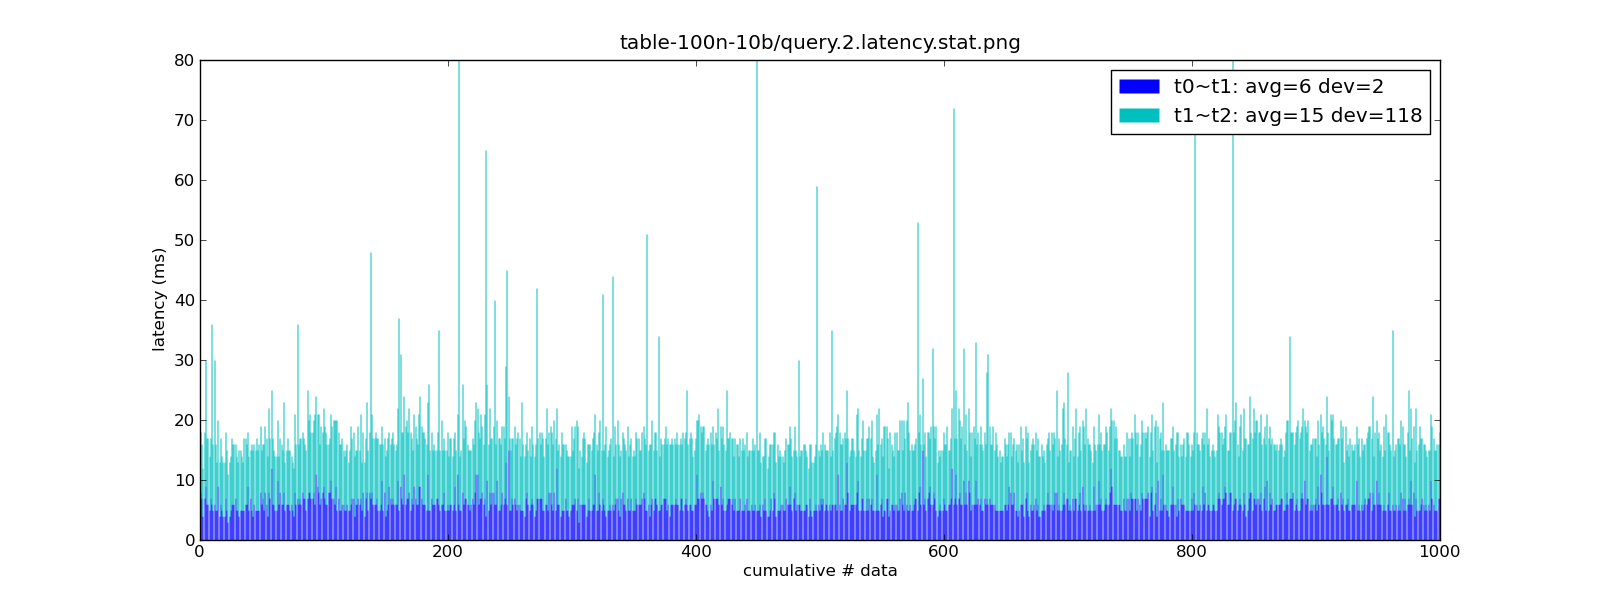 table-100n-10b/query.2.latency.stat.png
80
70
60
50
40
30
20
10
0
latency (ms)
t0~t1: avg=6 dev=2
t1~t2: avg=15 dev=118
0 200 400 600 800 1000
cumulative # data